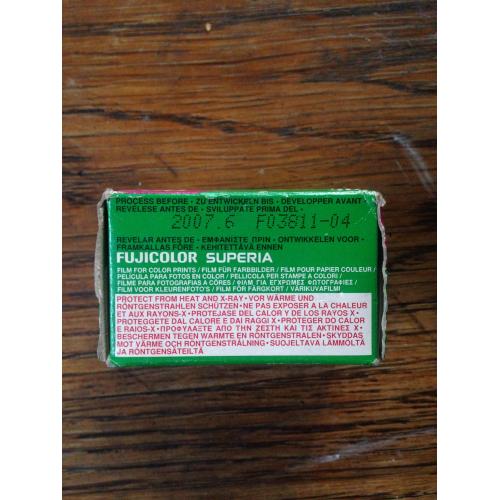 PROCESS BEFORE • ZU ENTWICKELN BIS • DEVELOPPER AVANT
REVELESE ANTES DE • SVILUPPATE PRIMA DEL •
2007.6 F03811-04
REVELAR ANTES DE • ΕΜΦΑΝΙΣΤΕ ΠΡΙΝ • ONTWIKKELEN VOOR •
FRAMKALLAS FÖRE • KEHITETTÄVÄ ENNEN
FUJICOLOR SUPERIA
FILM FOR COLOR PRINTS / FILM FÜR FARBBILDER / FILM POUR PAPIER COULEUR /
PELÍCULA PARA FOTOS EN COLOR / PELLICOLA PER STAMPE A COLORI /
FILME PARA FOTOGRAFIAS A CÔRES / ΦΙΛΜ ΓΙΑ ΕΓΧΡΩΜΕΣ ΦΩΤΟΓΡΑΦΙΕΣ /
FILM VOOR KLEURENFOTO'S / FILM FÖR FÄRGKORT / VÄRIKUVAFILMI
PROTECT FROM HEAT AND X-RAY • VOR WÄRME UND
RÖNTGENSTRAHLEN SCHÜTZEN • NE PAS EXPOSER A LA CHALEUR
ET AUX RAYONS-X • PROTEJASE DEL CALOR Y DE LOS RAYOS X •
PROTEGGETE DAL CALORE E DAI RAGGI X • PROTEGER DO CALOR
E RAIOS-X • ΠΡΟΦΥΛΑΞΤΕ ΑΠΟ ΤΗΝ ΖΕΣΤΗ ΚΑΙ ΤΙΣ ΑΚΤΙΝΕΣ Χ •
BESCHERMEN TEGEN WARMTE EN RÖNTGENSTRALEN • SKYDDAS
MOT VÄRME OCH RÖNTGENSTRÅLNING • SUOJELTAVA LÄMMÖLTÄ
JA RÖNTGENSÄTEILTÄ